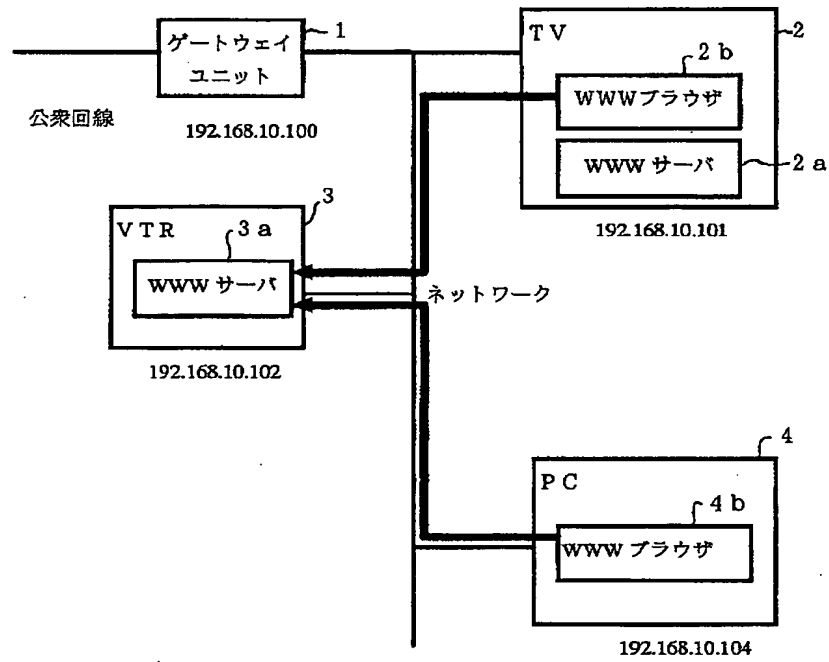 ゲートウェイ
ユニット
1
公衆回線
192.168.10.100
TV
2
2b
WWWブラウザ
WWWサーバ
2a
192.168.10.101
VTR
3
3a
WWWサーバ
192.168.10.102
ネットワーク
PC
4
4b
WWWブラウザ
192.168.10.104